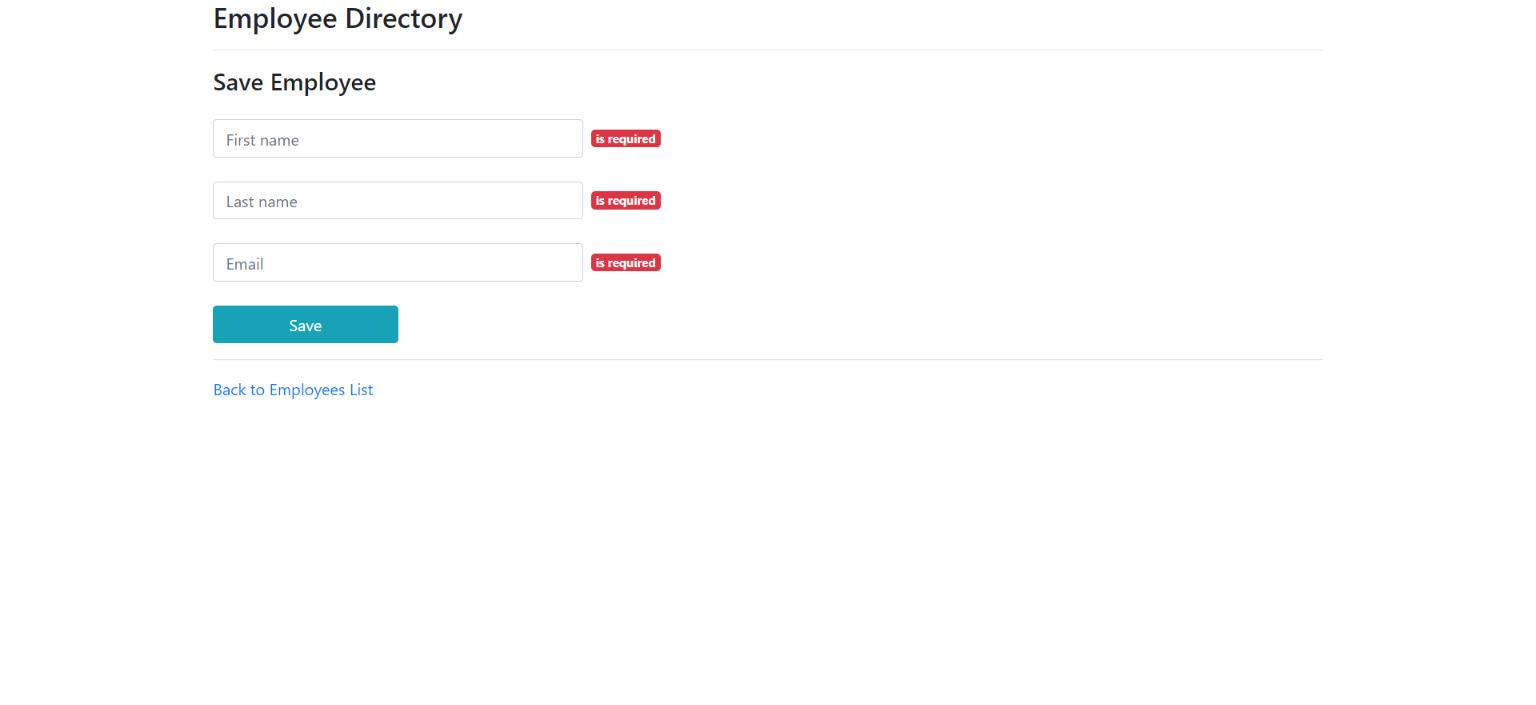 Employee Directory
Save Employee
First name is required
Last name is required
Email is required
Save
Back to Employees List